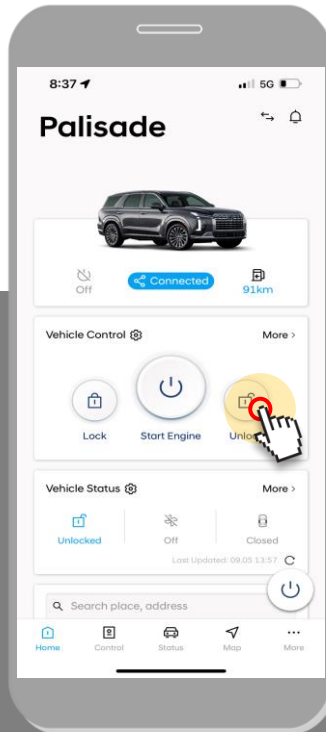 8:37 5G
Palisade
Off Connected 91km
Vehicle Control More >
Lock Start Engine
Vehicle Status More >
Unlocked Off Closed
Last Updated: 09.05 13:57
Search place, address
Home Control Status Map More